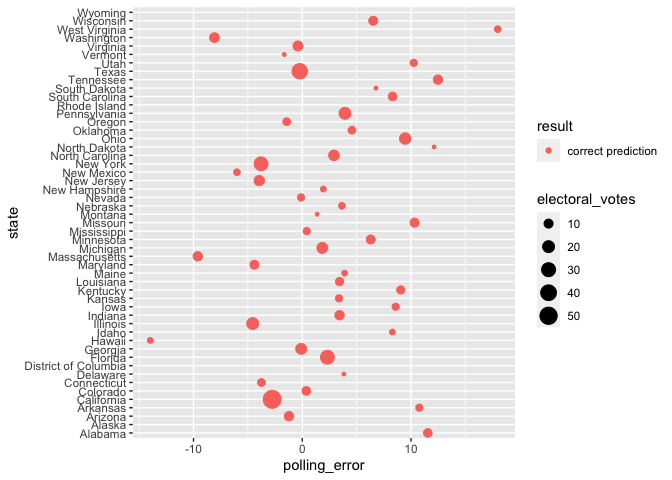 Wyoming
Wisconsin
West Virginia
Washington
Virginia
Vermont
Utah
Texas
Tennessee
South Dakota
South Carolina
Rhode Island
Pennsylvania
Oregon
Oklahoma
Ohio
North Dakota
North Carolina
New York
New Mexico
New Jersey
New Hampshire
Nevada
Nebraska
Montana
Missouri
Mississippi
Minnesota
Michigan
Massachusetts
Maryland
Maine
Louisiana
Kentucky
Kansas
Iowa
Indiana
Illinois
Idaho
Hawaii
Georgia
Florida
District of Columbia
Delaware
Connecticut
Colorado
California
Arkansas
Arizona
Alaska
Alabama
state
-10 0 10
polling_error
result
correct prediction
electoral_votes
10
20
30
40
50